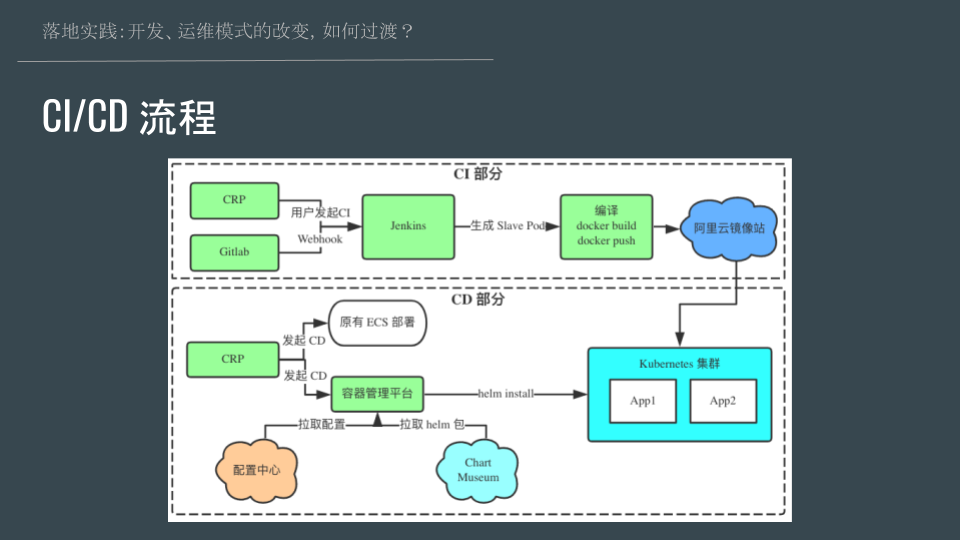 落地实践：开发、运维模式的改变，如何过渡？
CI/CD 流程
CI 部分
CRP
用户发起CI
Webhook
Gitlab
Jenkins
生成 Slave Pod
编译
docker build
docker push
阿里云镜像站
CD 部分
原有 ECS 部署
发起 CD
CRP
发起 CD
容器管理平台
helm install
Kubernetes 集群
App1
App2
拉取配置
拉取 helm 包
配置中心
Chart
Museum